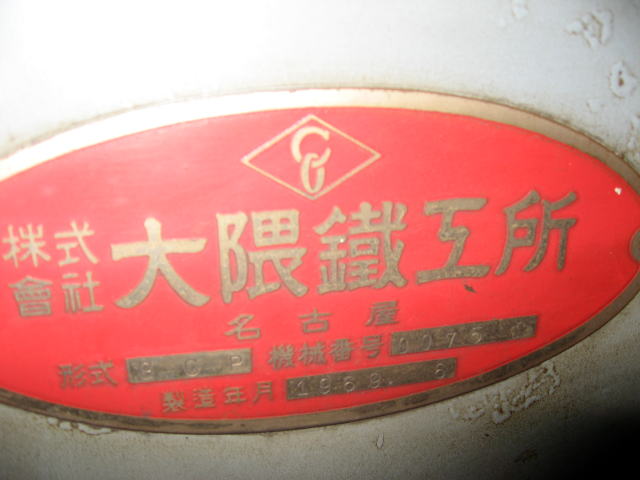 株式
會社 大隈鐵工所
名古屋
形式 機械番号
製造年月 1969. 6